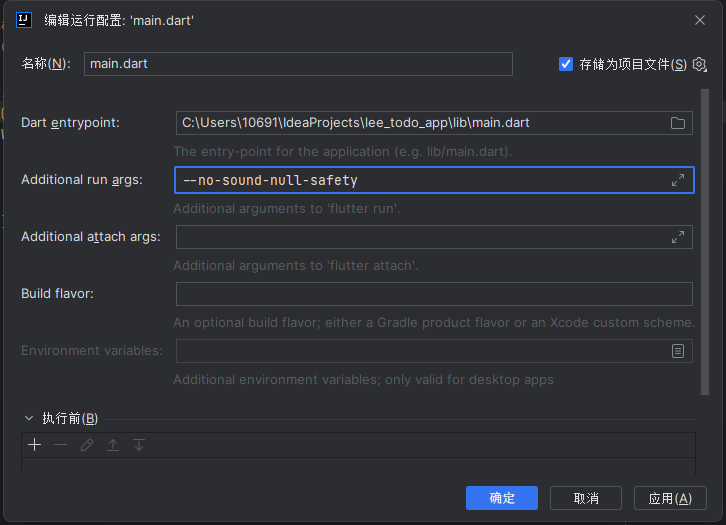 IJ 编辑运行配置: 'main.dart'
名称(N): main.dart 存储为项目文件(S)
Dart entrypoint: C:\Users\10691\IdeaProjects\lee_todo_app\lib\main.dart
The entry-point for the application (e.g. lib/main.dart).
Additional run args: --no-sound-null-safety
Additional arguments to 'flutter run'.
Additional attach args:
Additional arguments to 'flutter attach'.
Build flavor:
An optional build flavor; either a Gradle product flavor or an Xcode custom scheme.
Environment variables:
Additional environment variables; only valid for desktop apps
执行前(B)
确定 取消 应用(A)